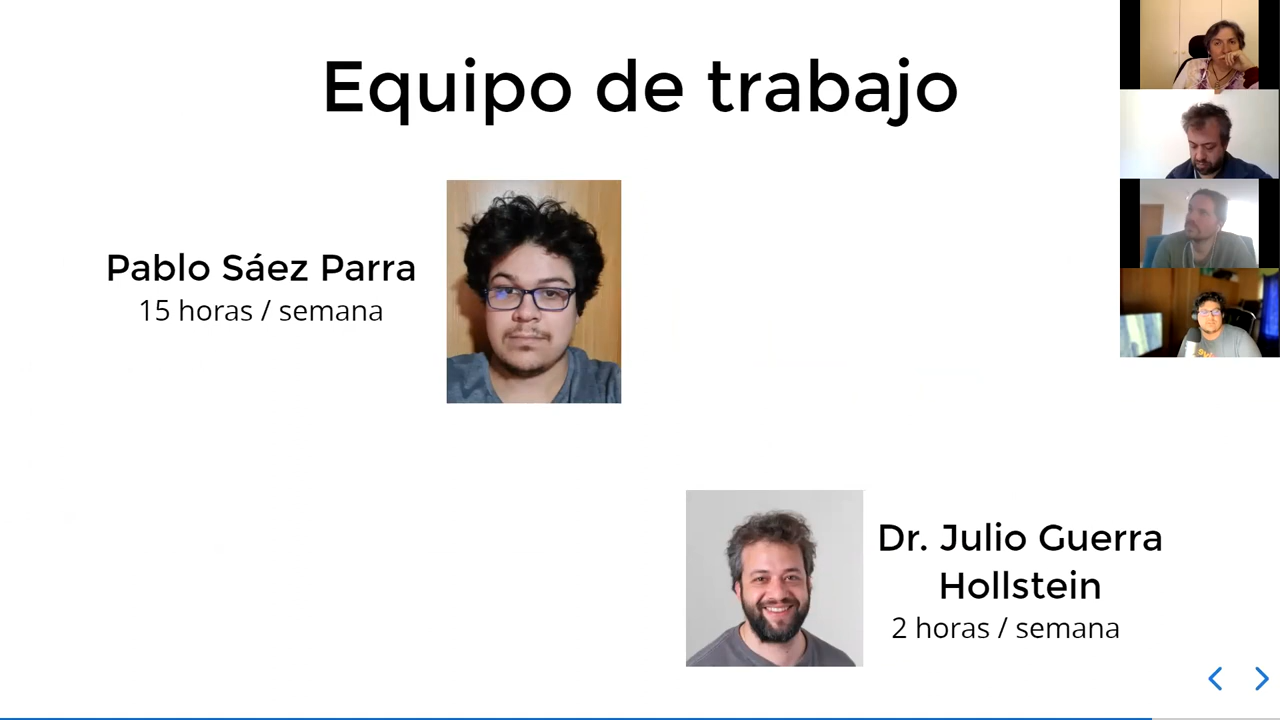 Equipo de trabajo
Pablo Sáez Parra
15 horas / semana
Dr. Julio Guerra
Hollstein
2 horas / semana